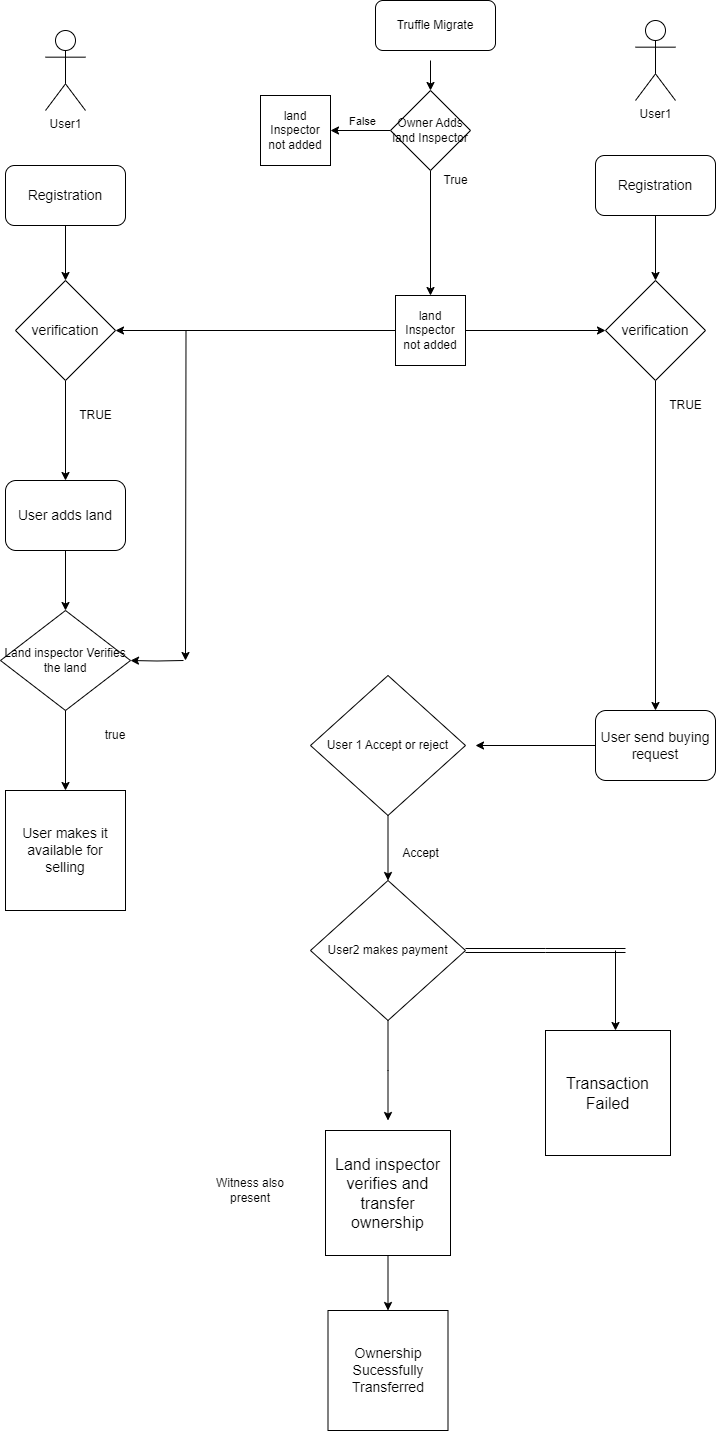 Truffle Migrate
User1
User1
land
Inspector
not added
False
Owner Adds
land Inspector
True
Registration
Registration
verification
land
Inspector
not added
verification
TRUE
TRUE
User adds land
Land inspector Verifies
the land
true
User 1 Accept or reject
User send buying
request
User makes it
available for
selling
Accept
User2 makes payment
Transaction
Failed
Land inspector
verifies and
transfer
ownership
Witness also
present
Ownership
Sucessfully
Transferred